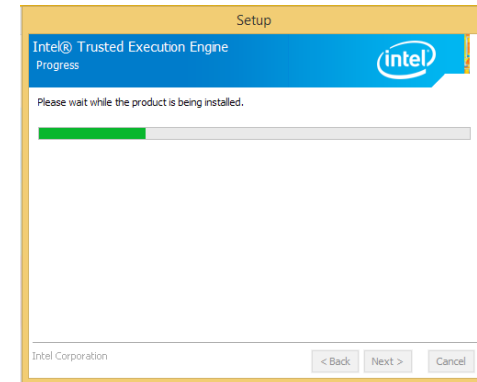 Setup
Intel® Trusted Execution Engine
Progress
intel
Please wait while the product is being installed.
Intel Corporation
< Back Next > Cancel